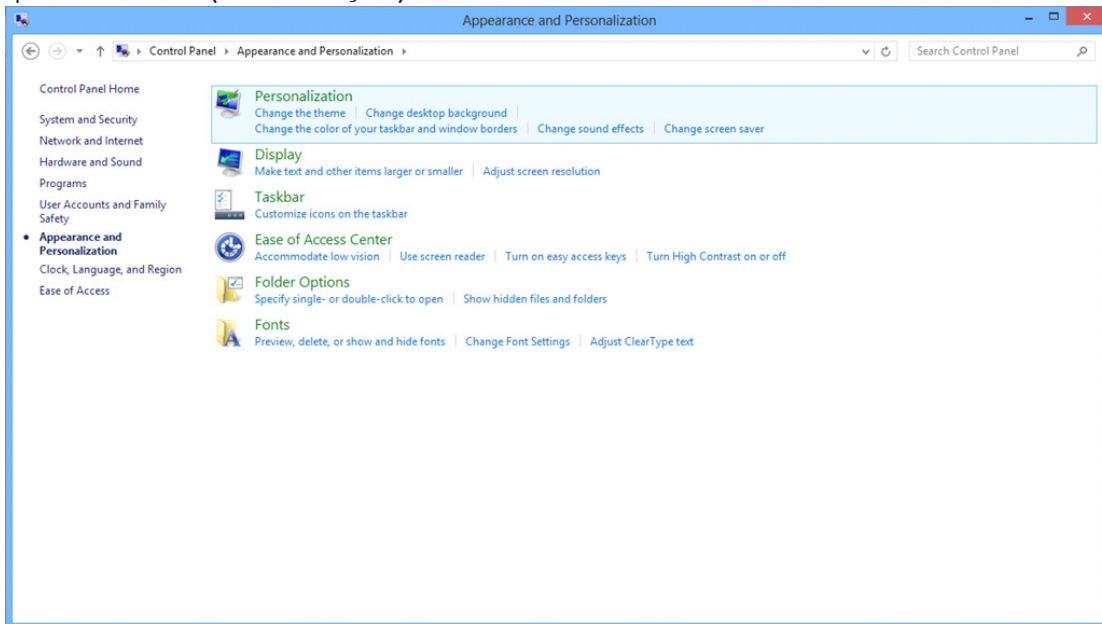 Appearance and Personalization
Control Panel
Appearance and Personalization
Search Control Panel
Control Panel Home
System and Security
Network and Internet
Hardware and Sound
Programs
User Accounts and Family
Safety
Appearance and
Personalization
Clock, Language, and Region
Ease of Access
Personalization
Change the theme
Change desktop background
Change the color of your taskbar and window borders
Change sound effects
Change screen saver
Display
Make text and other items larger or smaller
Adjust screen resolution
Taskbar
Customize icons on the taskbar
Ease of Access Center
Accommodate low vision
Use screen reader
Turn on easy access keys
Turn High Contrast on or off
Folder Options
Specify single- or double-click to open
Show hidden files and folders
Fonts
Preview, delete, or show and hide fonts
Change Font Settings
Adjust ClearType text